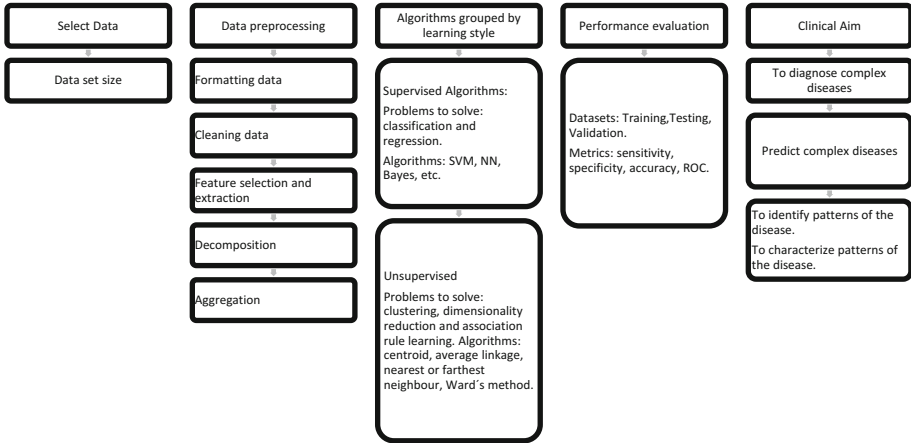 Select Data
Data set size
Data preprocessing
Formatting data
Cleaning data
Feature selection and
extraction
Decomposition
Aggregation
Algorithms grouped by
learning style
Supervised Algorithms:
Problems to solve:
classification and
regression.
Algorithms: SVM, NN,
Bayes, etc.
Unsupervised
Problems to solve:
clustering, dimensionality
reduction and association
rule learning. Algorithms:
centroid, average linkage,
nearest or farthest
neighbour, Ward´s method.
Performance evaluation
Datasets: Training,Testing,
Validation.
Metrics: sensitivity,
specificity, accuracy, ROC.
Clinical Aim
To diagnose complex
diseases
Predict complex diseases
To identify patterns of the
disease.
To characterize patterns of
the disease.